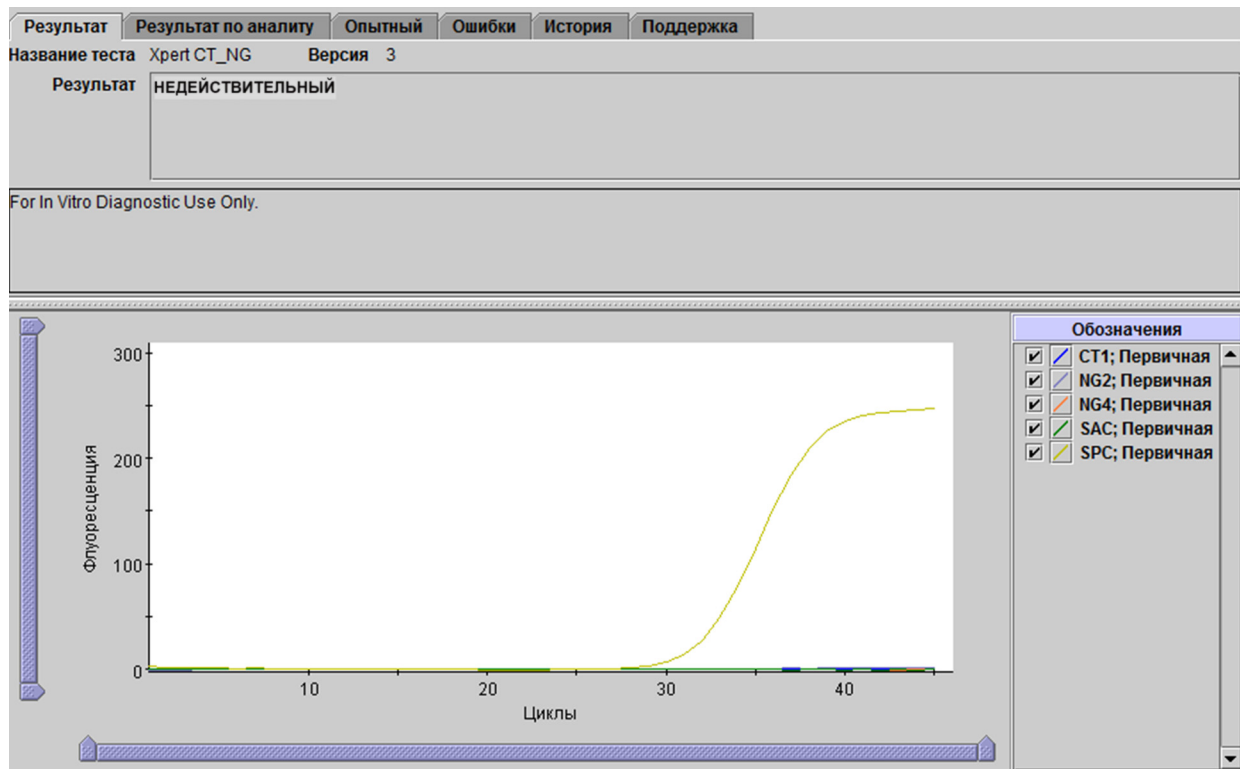 Результат Результат по аналиту Опытный Ошибки История Поддержка
Название теста Xpert CT_NG Версия 3
Результат НЕДЕЙСТВИТЕЛЬНЫЙ
For In Vitro Diagnostic Use Only.
Обозначения
CT1; Первичная
NG2; Первичная
NG4; Первичная
SAC; Первичная
SPC; Первичная
300
200
100
0
Флуоресценция
10 20 30 40
Циклы